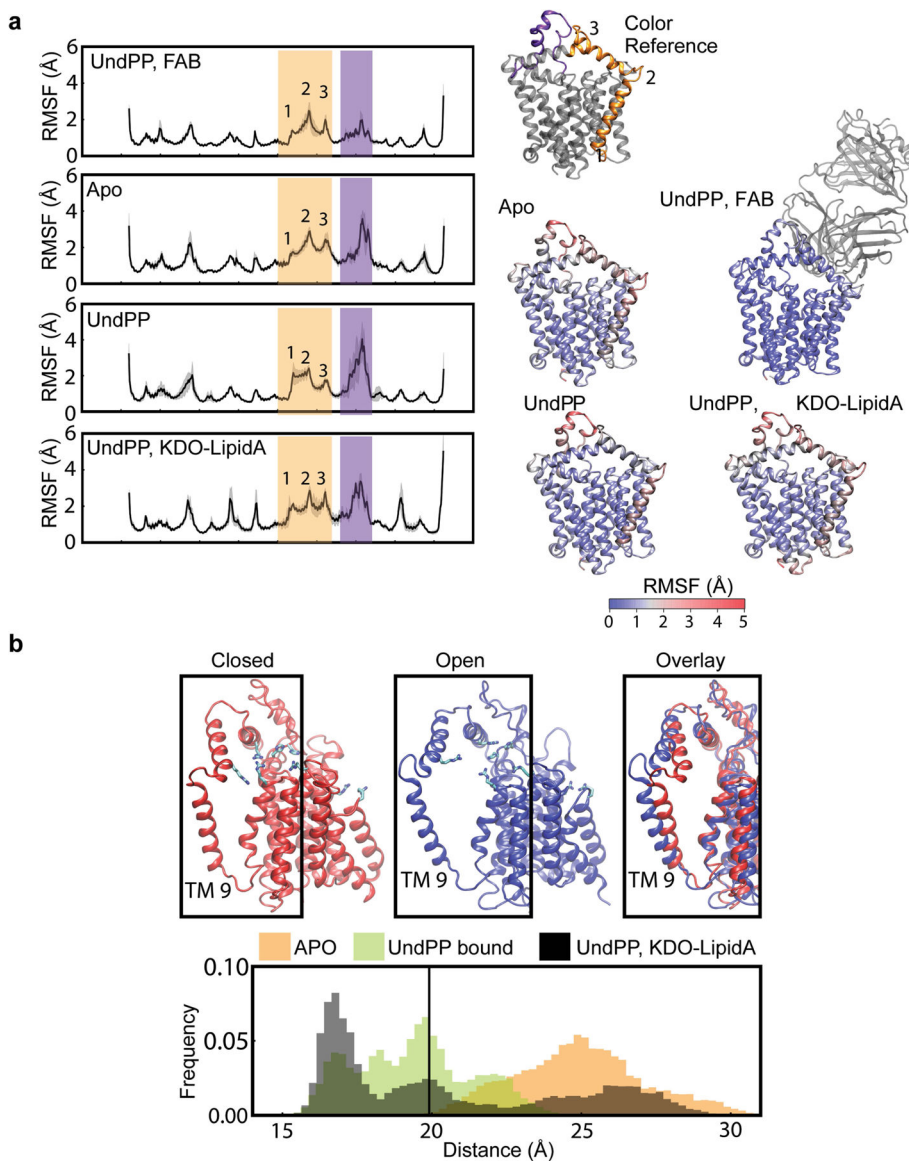 a
6
4
2
0
RMSF (Å)
UndPP, FAB
1
2
3
6
4
2
0
RMSF (Å)
Apo
1
2
3
6
4
2
0
RMSF (Å)
UndPP
1
2
3
6
4
2
0
RMSF (Å)
UndPP, KDO-LipidA
1
2
3
Color
Reference
3
2
1
Apo
UndPP, FAB
UndPP
UndPP, KDO-LipidA
RMSF (Å)
0 1 2 3 4 5
b
Closed
Open
Overlay
TM 9
TM 9
TM 9
APO
UndPP bound
UndPP, KDO-LipidA
Frequency
0.10
0.05
0.00
15 20 25 30
Distance (Å)